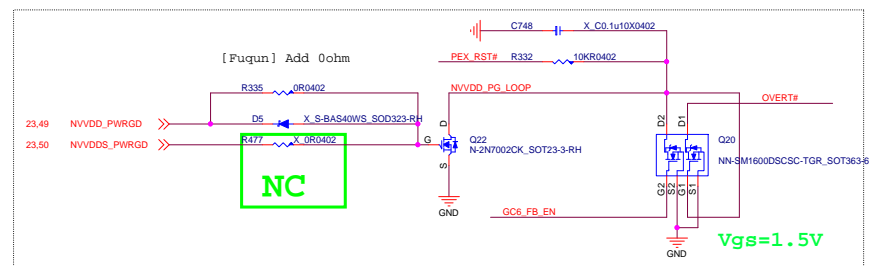 C748 X_C0.1u10X0402
[Fuqun] Add 0ohm
PEX_RST# R332 10KR0402
R335 0R0402
NVVDD_PG_LOOP
OVERT#
D5 X_S-BAS40WS_SOD323-RH
23,49 NVVDD_PWRGD
D
D2
D1
R477 X_0R0402
23,50 NVVDDS_PWRGD
G
Q22
N-2N7002CK_SOT23-3-RH
Q20
NN-SM1600DSCSC-TGR_SOT363-6
S
NC
G2
S2
G1
S1
GND
GC6_FB_EN
Vgs=1.5V
GND